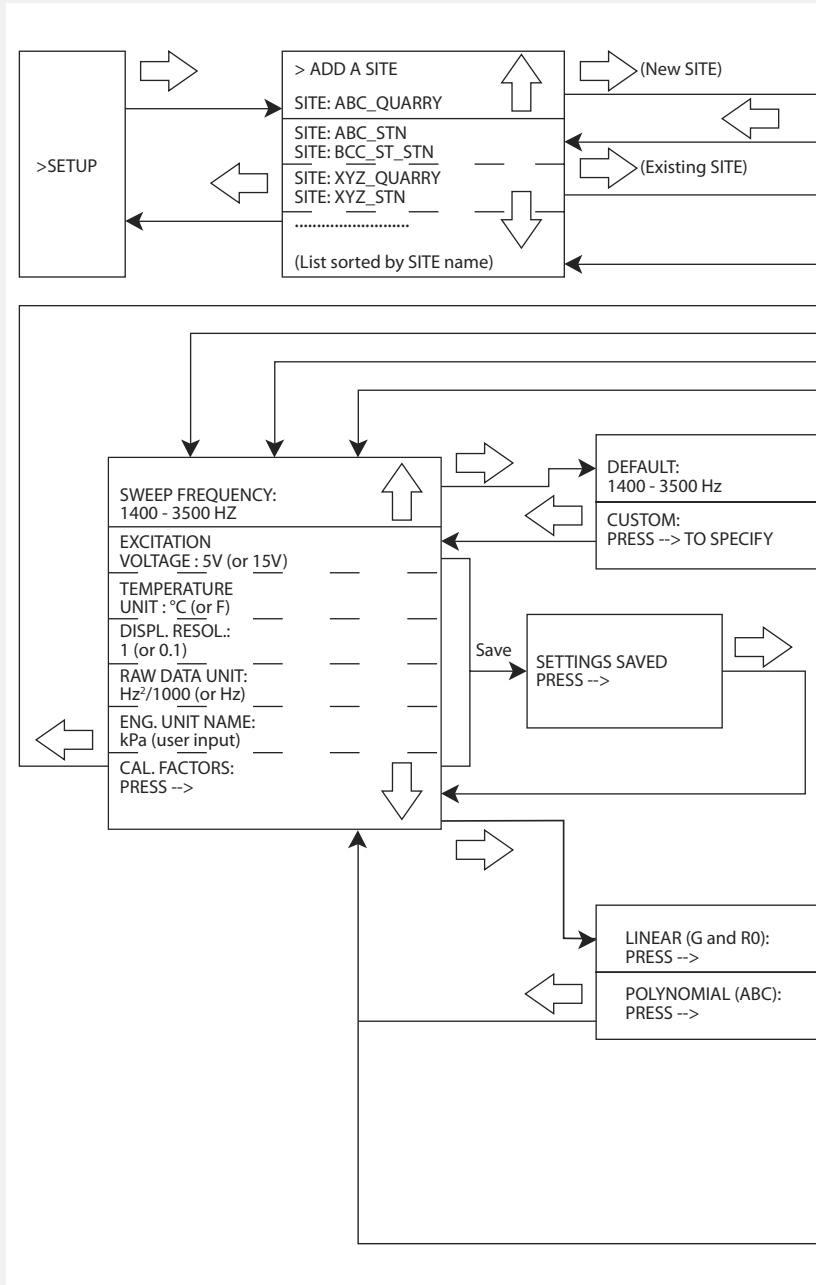 >SETUP
> ADD A SITE
SITE: ABC_QUARRY
SITE: ABC_STN
SITE: BCC_ST_STN
SITE: XYZ_QUARRY
SITE: XYZ_STN
..........................
(List sorted by SITE name)
(New SITE)
(Existing SITE)
SWEEP FREQUENCY:
1400 - 3500 HZ
EXCITATION
VOLTAGE : 5V (or 15V)
TEMPERATURE
UNIT : °C (or F)
DISPL. RESOL.:
1 (or 0.1)
RAW DATA UNIT:
Hz²/1000 (or Hz)
ENG. UNIT NAME:
kPa (user input)
CAL. FACTORS:
PRESS -->
DEFAULT:
1400 - 3500 Hz
CUSTOM:
PRESS --> TO SPECIFY
Save
SETTINGS SAVED
PRESS -->
LINEAR (G and R0):
PRESS -->
POLYNOMIAL (ABC):
PRESS -->